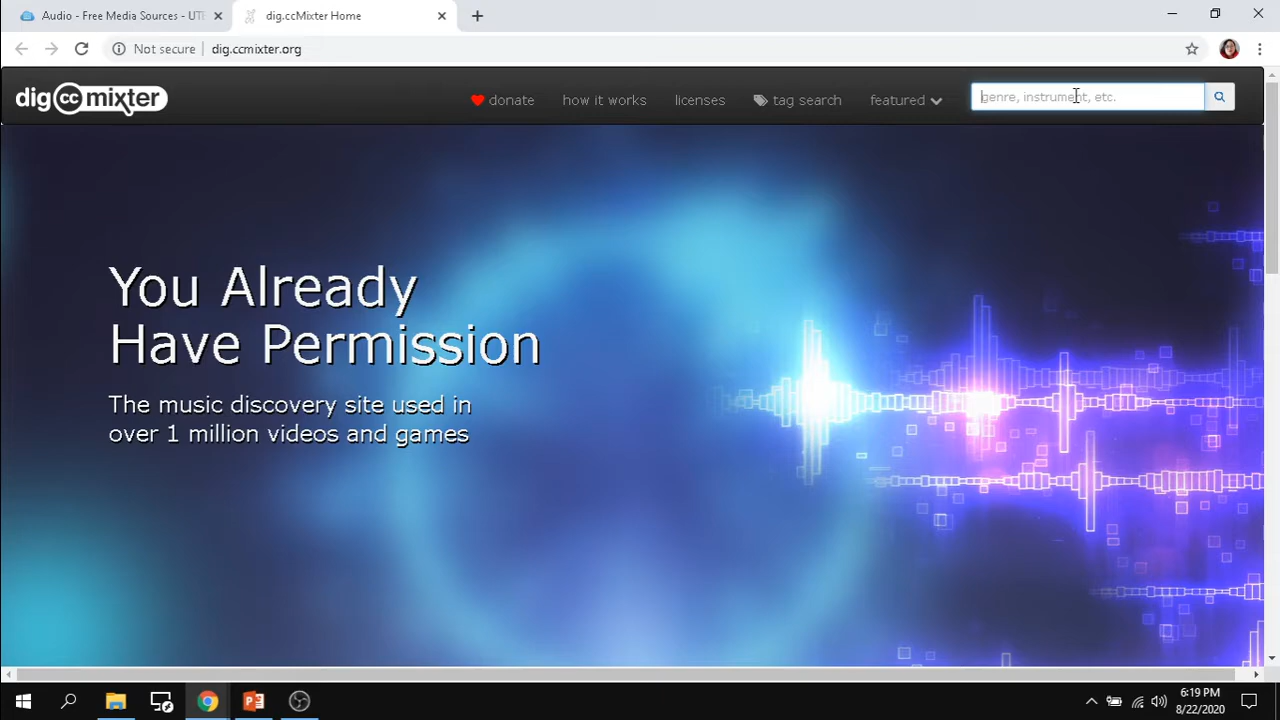 Audio - Free Media Sources - UTE
dig.ccMixter Home
Not secure
dig.ccmixter.org
dig cc mixter
donate
how it works
licenses
tag search
featured
genre, instrument, etc.
You Already
Have Permission
The music discovery site used in
over 1 million videos and games
6:19 PM
8/22/2020